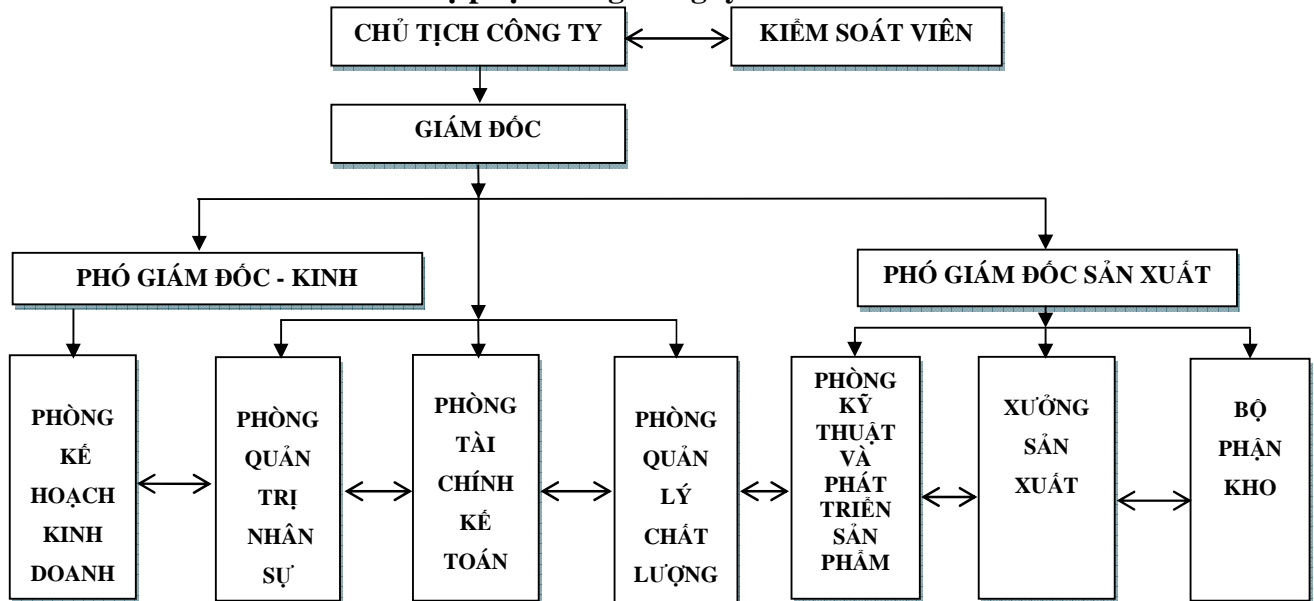 CHỦ TỊCH CÔNG TY
KIỂM SOÁT VIÊN
GIÁM ĐỐC
PHÓ GIÁM ĐỐC - KINH
PHÓ GIÁM ĐỐC SẢN XUẤT
PHÒNG
KẾ
HOẠCH
KINH
DOANH
PHÒNG
QUẢN
TRỊ
NHÂN
SỰ
PHÒNG
TÀI
CHÍNH
KẾ
TOÁN
PHÒNG
QUẢN
LÝ
CHẤT
LƯỢNG
PHÒNG
KỸ
THUẬT
VÀ
PHÁT
TRIỂN
SẢN
PHẨM
XƯỞNG
SẢN
XUẤT
BỘ
PHẬN
KHO